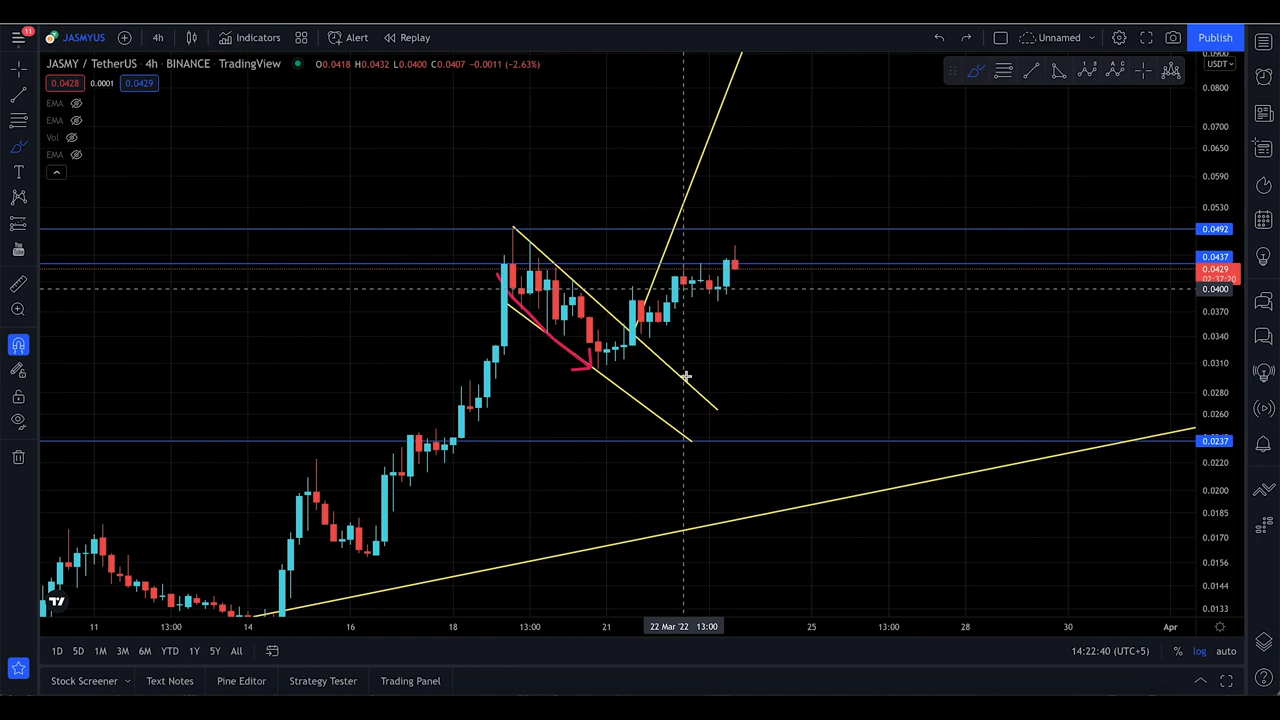 11
JASMYUS 4h Indicators Alert Replay Unnamed Publish
JASMY / TetherUS · 4h · BINANCE · TradingView O0.0418 H0.0432 L0.0400 C0.0407 −0.0011 (−2.63%)
USDT
0.0428 0.0001 0.0429
EMA
EMA
Vol
EMA
0.0900
0.0800
0.0700
0.0650
0.0590
0.0530
0.0492
0.0437
0.0429
02:37:20
0.0400
0.0370
0.0340
0.0310
0.0280
0.0260
0.0237
0.0220
0.0200
0.0185
0.0170
0.0156
0.0144
0.0133
11 13:00 14 16 18 13:00 21 22 Mar '22 13:00 25 13:00 28 30 Apr
1D 5D 1M 3M 6M YTD 1Y 5Y All 14:22:40 (UTC+5) % log auto
Stock Screener Text Notes Pine Editor Strategy Tester Trading Panel